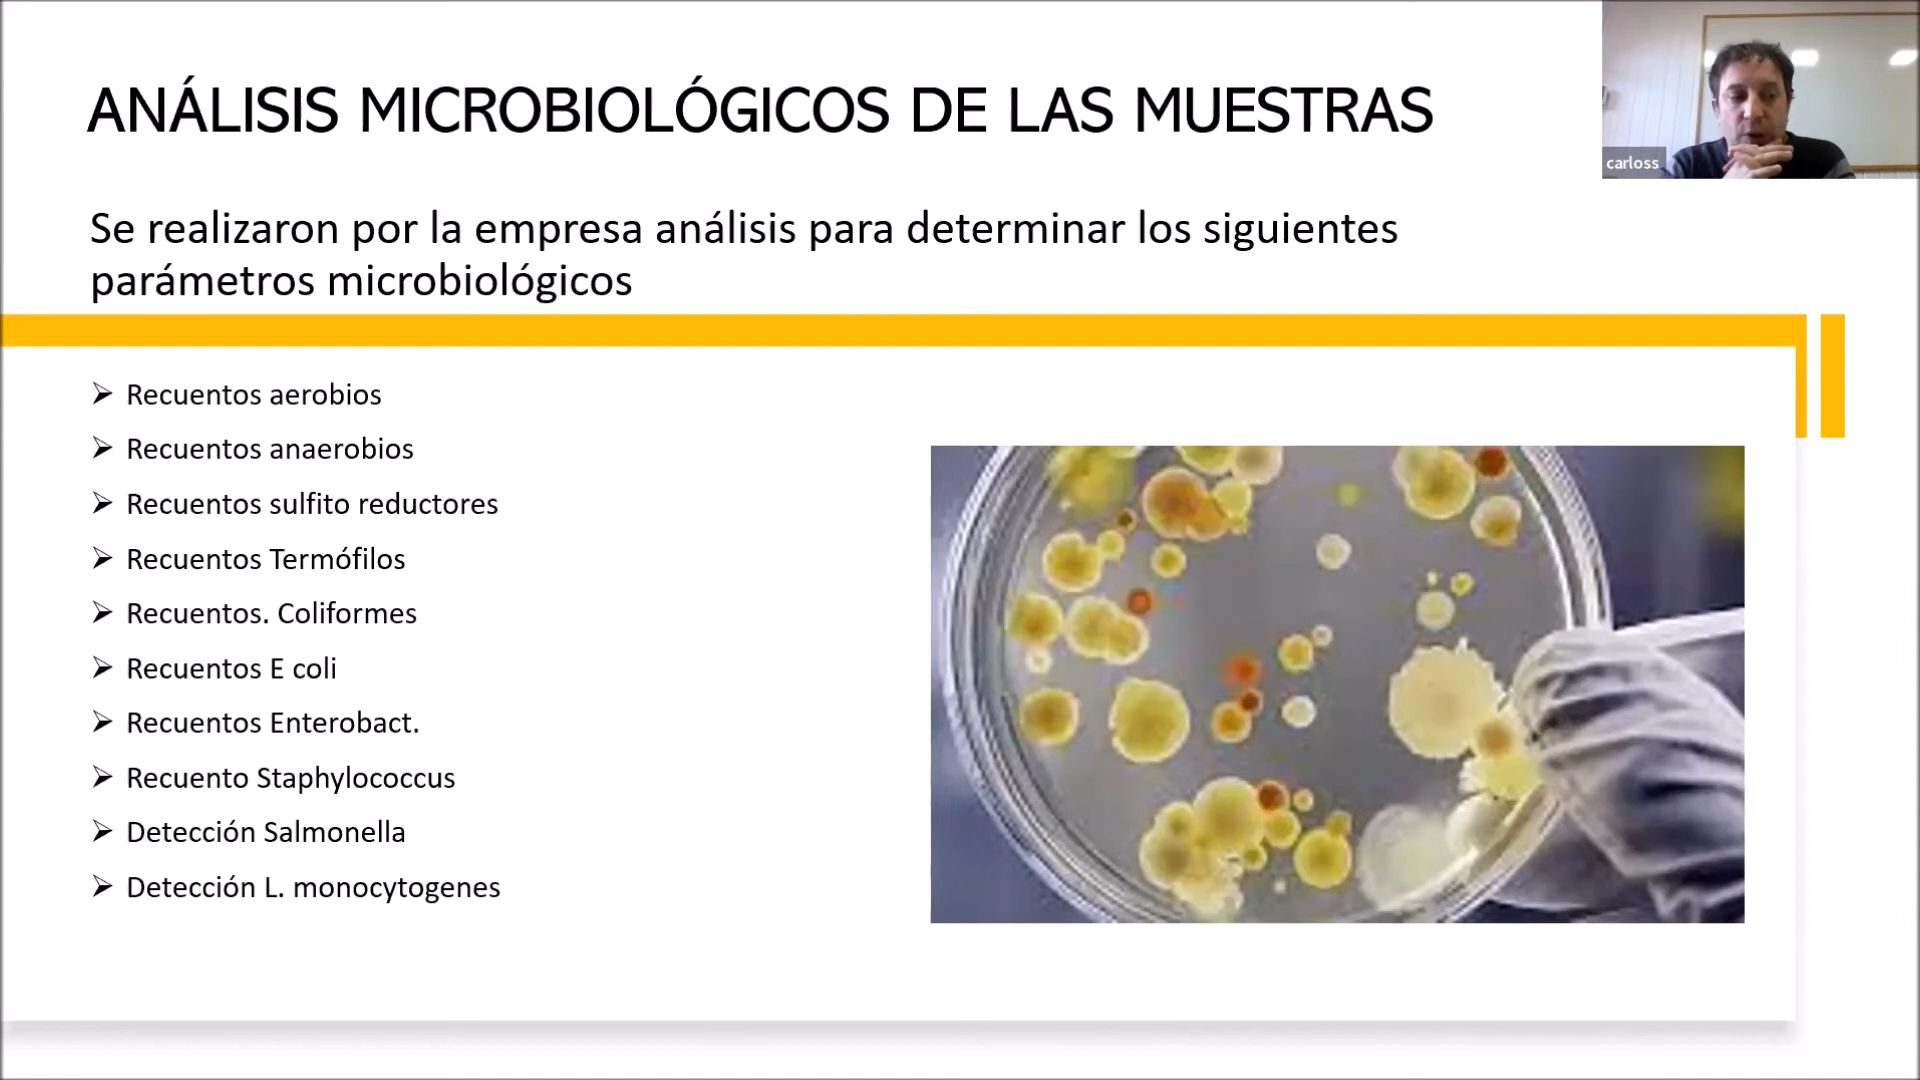 ANÁLISIS MICROBIOLÓGICOS DE LAS MUESTRAS
carloss
Se realizaron por la empresa análisis para determinar los siguientes
parámetros microbiológicos
Recuentos aerobios
Recuentos anaerobios
Recuentos sulfito reductores
Recuentos Termófilos
Recuentos. Coliformes
Recuentos E coli
Recuentos Enterobact.
Recuento Staphylococcus
Detección Salmonella
Detección L. monocytogenes